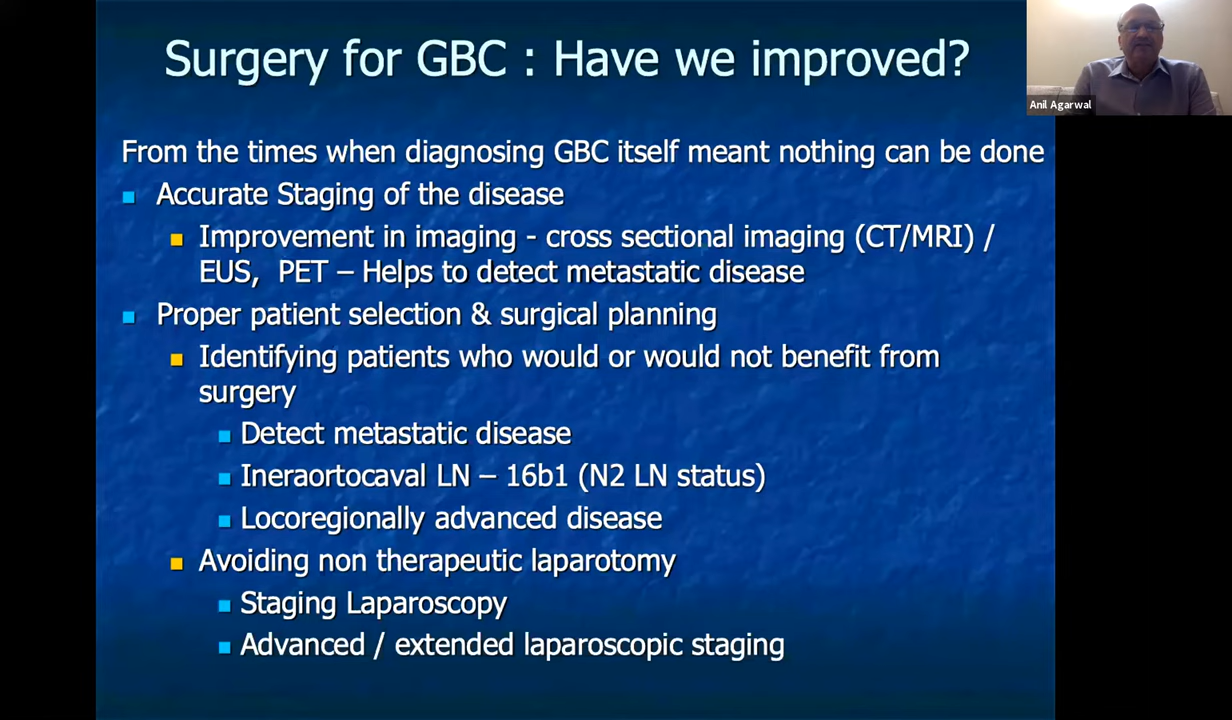 Surgery for GBC : Have we improved?
Anil Agarwal
From the times when diagnosing GBC itself meant nothing can be done
Accurate Staging of the disease
Improvement in imaging - cross sectional imaging (CT/MRI) /
EUS, PET – Helps to detect metastatic disease
Proper patient selection & surgical planning
Identifying patients who would or would not benefit from
surgery
Detect metastatic disease
Ineraortocaval LN – 16b1 (N2 LN status)
Locoregionally advanced disease
Avoiding non therapeutic laparotomy
Staging Laparoscopy
Advanced / extended laparoscopic staging